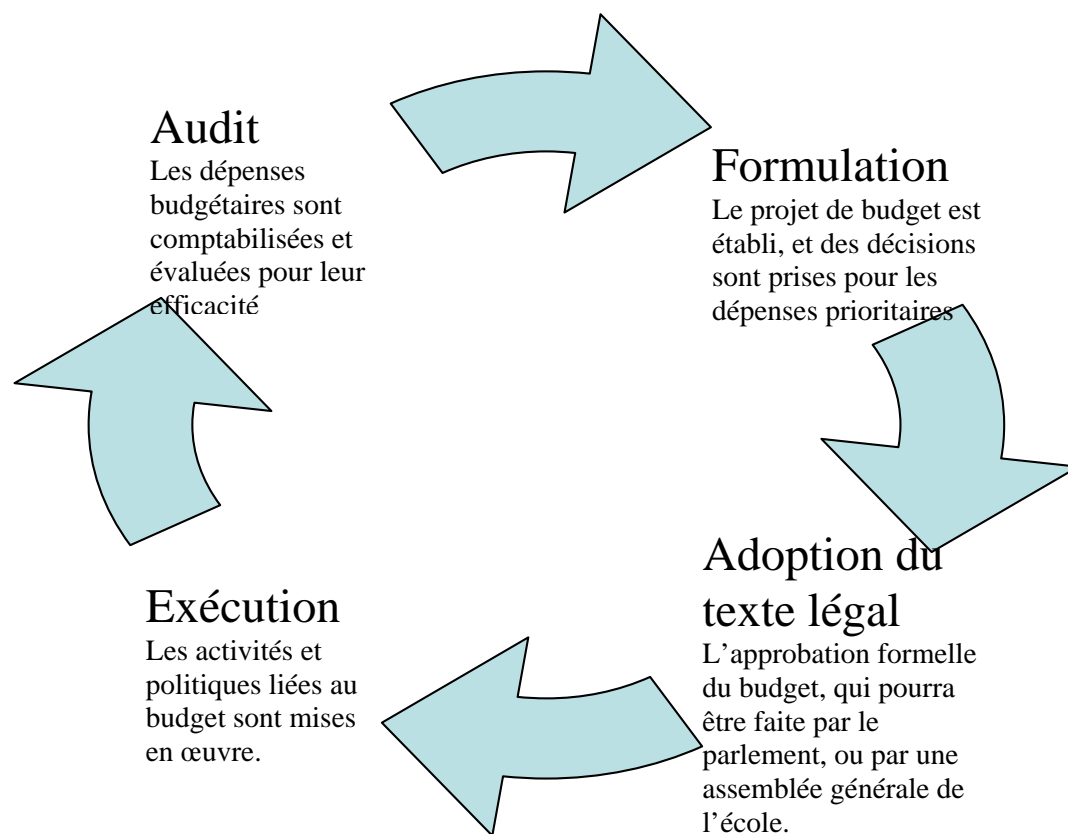 Audit
Les dépenses
budgétaires sont
comptabilisées et
évaluées pour leur
efficacité
Formulation
Le projet de budget est
établi, et des décisions
sont prises pour les
dépenses prioritaires
Adoption du
texte légal
L’approbation formelle
du budget, qui pourra
être faite par le
parlement, ou par une
assemblée générale de
l’école.
Exécution
Les activités et
politiques liées au
budget sont mises
en œuvre.